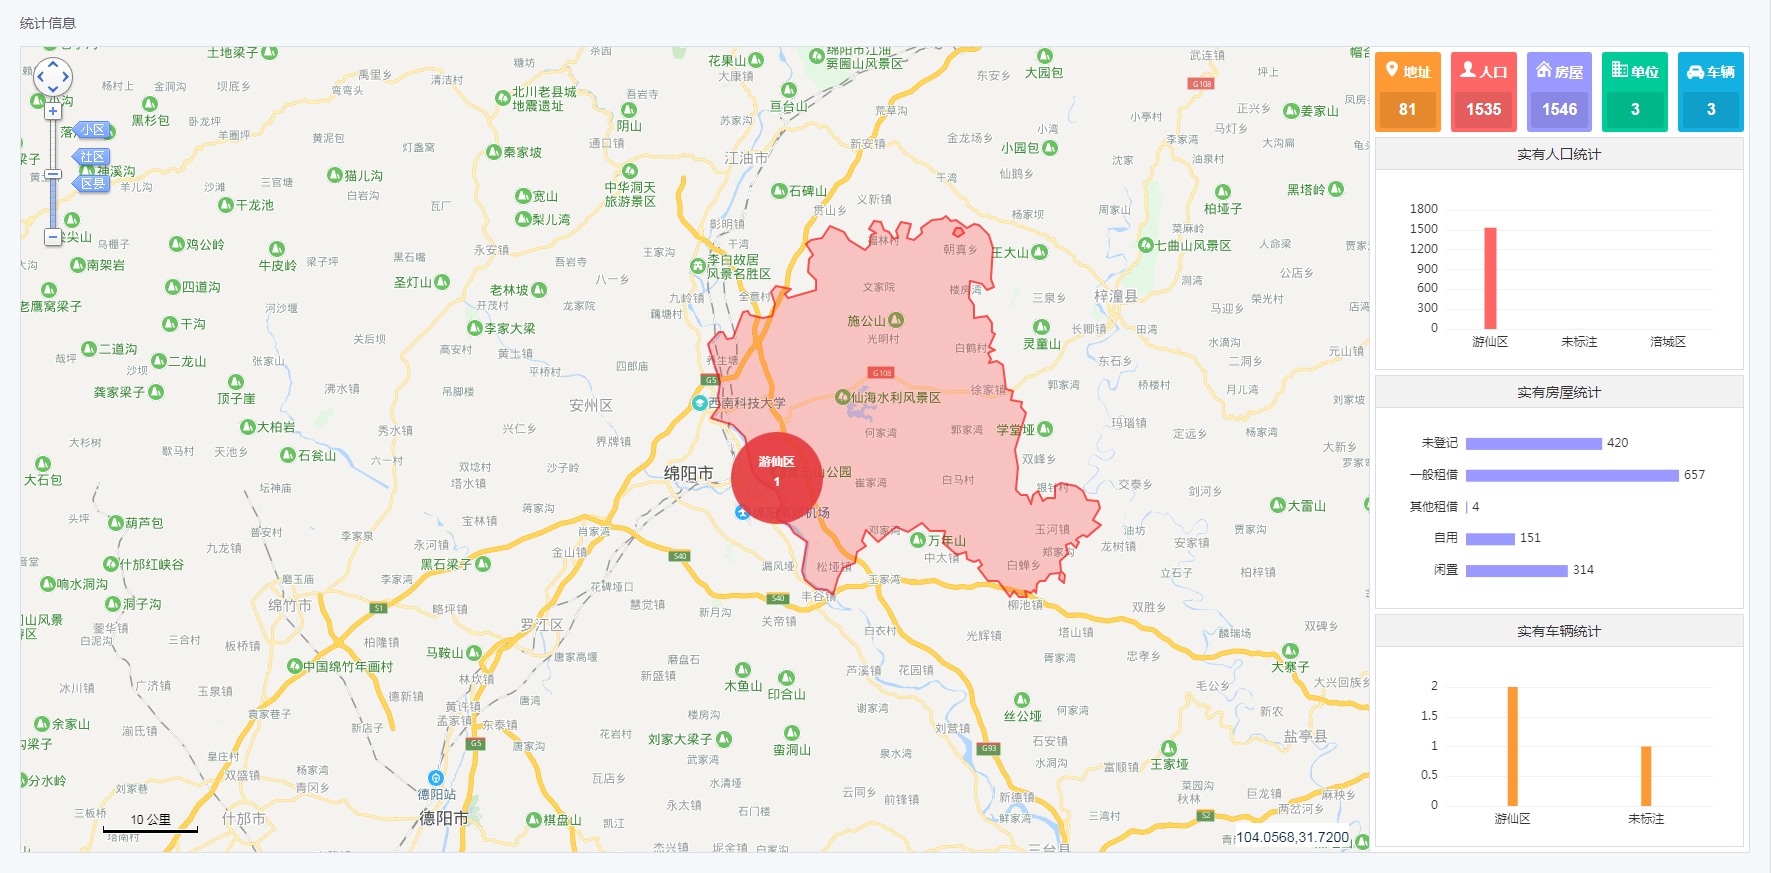 统计信息
地址
81
人口
1535
房屋
1546
单位
3
车辆
3
实有人口统计
1800
1500
1200
900
600
300
0
游仙区
未标注
涪城区
实有房屋统计
未登记 420
一般租借 657
其他租借 4
自用 151
闲置 314
实有车辆统计
2
1.5
1
0.5
0
游仙区
未标注
小区
社区
区县
土地梁子
茶园
花果山
大康镇
绵阳市江油
窦圌山风景区
大园包
武连镇
坪上
G108
杨村上
金洞沟
坝底乡
禹里乡
弯弯头
清洁村
糖坊
北川老县城
地震遗址
吾岩寺
阴山
苏家沟
亘台山
荒草沟
东安乡
小亭村
正兴乡
姜家山
黑杉包
卧龙坪
羊圈坪
黄泥包
灯盏窝
秦家坡
通口镇
江油市
新安镇
金龙场乡
小湾
小园包
马灯乡
李家湾
大沟扁
神溪沟
羊儿沟
沙滩
三官塘
猫儿沟
白岩沟
中华洞天
旅游景区
石碑山
义新镇
贯山乡
干湾
仙鹅乡
沈家
油泉村
黑塔岭
干龙池
瓦厂
宽山
梨儿湾
彰明镇
杨家坝
周家山
柏垭子
菜麻岭
尖尖山
乌棚子
鸡公岭
牛皮岭
梁子坪
黑石嘴
永安镇
吾岩寺
王家沟
干湾
李白故居
风景名胜区
福林村
朝真乡
王大山
七曲山风景区
人命梁
南架岩
四道沟
圣灯山
老林坡
八一乡
九岭镇
全意村
文家院
楼房湾
三泉乡
梓潼县
洞湾
公店乡
荣光村
老鹰窝梁子
干沟
河沙堰
开茂村
龙家院
藕塘村
李家大梁
施公山
光明村
长卿镇
田湾
马迎乡
灵童山
二道沟
二龙山
沙坝
关后坝
高安村
黄土镇
四郎庙
养生塘
白鹤村
东石乡
水滴沟
二洞乡
元山镇
龚家梁子
顶子崖
张家山
沸水镇
吊脚楼
平桥村
G5
G108
徐家镇
郭家湾
桥楼村
月儿湾
刘家坡
安州区
西南科技大学
仙海水利风景区
大柏岩
秀水镇
兴仁乡
界牌镇
何家湾
郭家湾
学堂垭
玛瑙镇
定远乡
杨家湾
大杉树
歇马村
天池乡
石瓮山
六一村
双埝村
塔水镇
沙子岭
绵阳市
游仙区
1
山公园
崔家湾
白马村
双峰乡
大新乡
大石包
坤神庙
蒋家沟
银针村
交泰乡
剑河乡
大雷山
头坪
葫芦包
普安村
宝林镇
肖家湾
机场
邓家湾
万年山
中太镇
玉河镇
郑家沟
油坊
贾家沟
九龙镇
李家泉
永河镇
金山镇
S40
龙树镇
安家镇
什邡红峡谷
黑石梁子
李家湾
漏风垭
松垭镇
王家湾
白蝉乡
立石子
柏梓镇
响水洞沟
磨玉庙
花碑垭口
洞子沟
绵竹市
S1
略坪镇
慧觉镇
新月沟
S40
丰谷镇
柳池镇
双胜乡
三合村
板桥镇
柏隆镇
罗江区
关帝镇
白衣村
光辉镇
塔山镇
麟瑞场
双碑乡
白泥沟
马鞍山
唐家高堰
磨盘石
中国绵竹年画村
林坎镇
新盛镇
木鱼山
印合山
芦溪镇
花园镇
胥家湾
忠孝乡
大寨子
冰川镇
广济镇
玉泉镇
德新镇
黄许镇
唐湾
楼房沟
谢家湾
丝公垭
何家湾
毛公乡
大兴回族乡
余家山
湔氐镇
袁家巷子
新店子
孟家镇
东泰镇
花岩村
刘家大梁子
蛮洞山
刘营镇
新农
盐亭县
G5
唐家沟
武家湾
泉水湾
G93
石安镇
水洞沟
王家垭
皇庄村
双盛镇
杨家湾
青冈乡
瓦店乡
水清垭
富顺镇
分水岭
刘家巷
德阳站
云同乡
前锋镇
新德镇
菜园沟
秋林
巨龙镇
麻秧乡
三板桥
什邡市
德阳市
棋盘山
凯江
永太镇
石门楼
鲜家湾
三湾村
S2
两岔河乡
10 公里
杰兴镇
白家沟
三台县
104.0568,31.7200